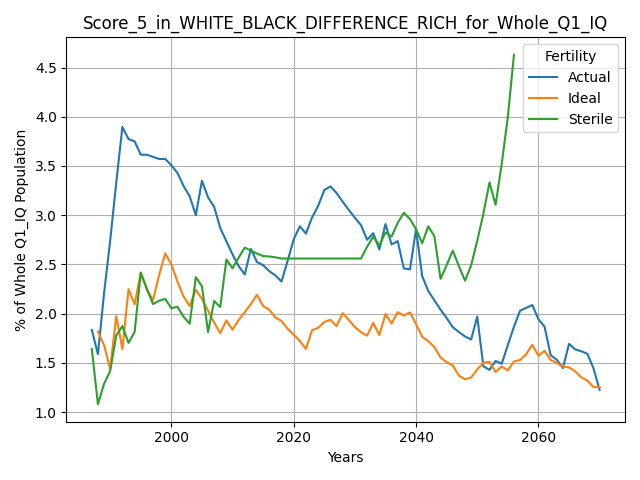 Score_5_in_WHITE_BLACK_DIFFERENCE_RICH_for_Whole_Q1_IQ
Fertility
Actual
Ideal
Sterile
% of Whole Q1_IQ Population
4.5
4.0
3.5
3.0
2.5
2.0
1.5
1.0
2000
2020
2040
2060
Years